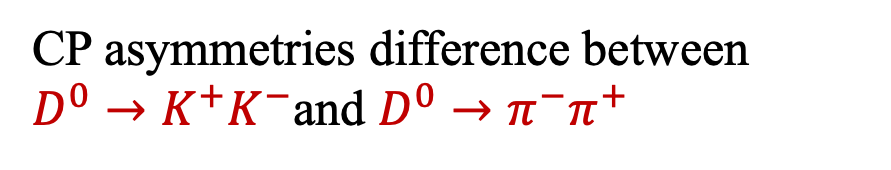 CP asymmetries difference between
D⁰ → K⁺K⁻and D⁰ → π⁻π⁺